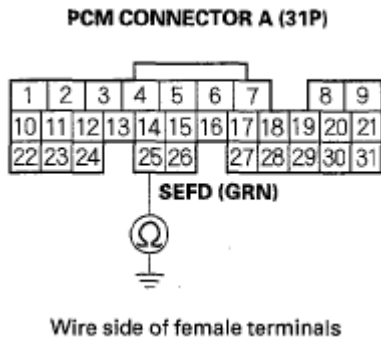 PCM CONNECTOR A (31P)
1 2 3 4 5 6 7 8 9
10 11 12 13 14 15 16 17 18 19 20 21
22 23 24 25 26 27 28 29 30 31
SEFD (GRN)
Ω
Wire side of female terminals